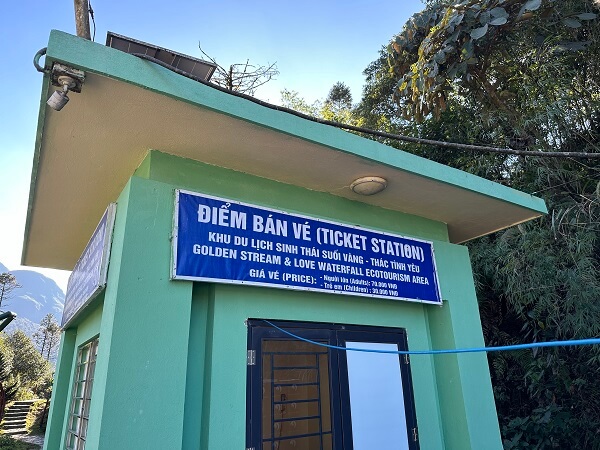 ĐIỂM BÁN VÉ (TICKET STATION)
KHU DU LỊCH SINH THÁI SUỐI VÀNG - THÁC TÌNH YÊU
GOLDEN STREAM & LOVE WATERFALL ECOTOURISM AREA
GIÁ VÉ (PRICE): - Người lớn (Adults): 70.000 VNĐ
- Trẻ em (Children) : 30.000 VNĐ